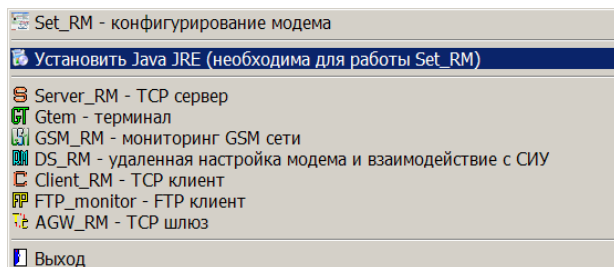 Set_RM - конфигурирование модема
Установить Java JRE (необходима для работы Set_RM)
Server_RM - TCP сервер
Gtem - терминал
GSM_RM - мониторинг GSM сети
DS_RM - удаленная настройка модема и взаимодействие с СИУ
Client_RM - TCP клиент
FTP_monitor - FTP клиент
AGW_RM - TCP шлюз
Выход